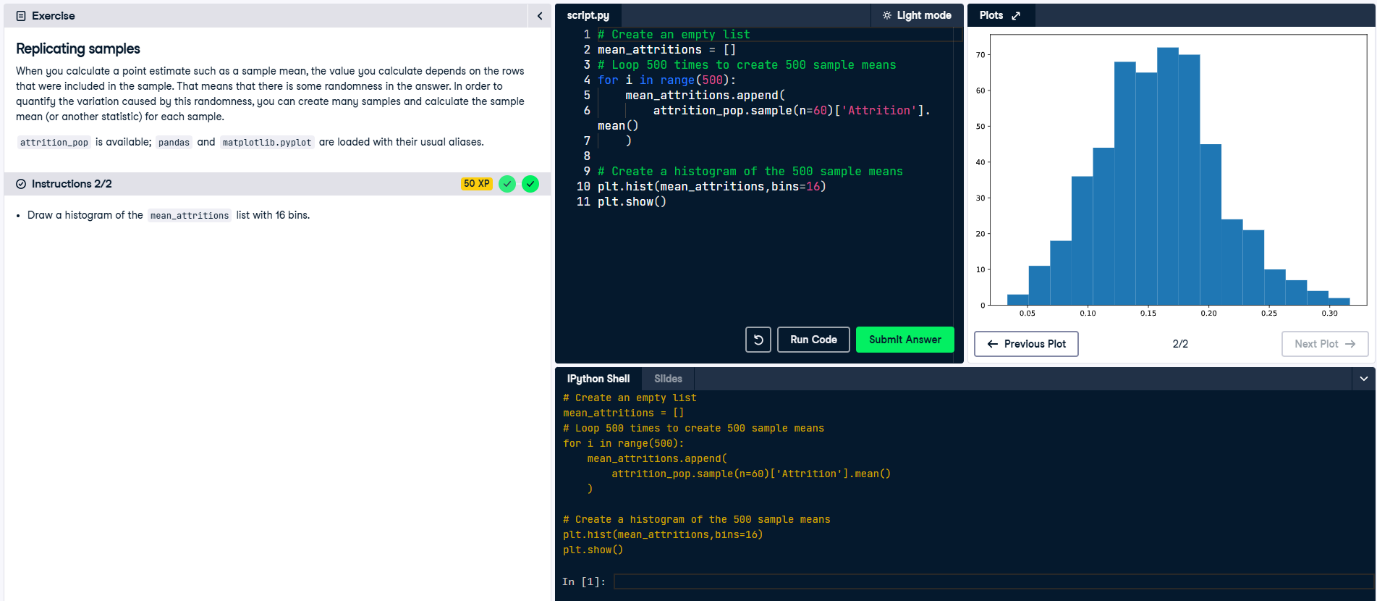 Exercise
Replicating samples
When you calculate a point estimate such as a sample mean, the value you calculate depends on the rows
that were included in the sample. That means that there is some randomness in the answer. In order to
quantify the variation caused by this randomness, you can create many samples and calculate the sample
mean (or another statistic) for each sample.
attrition_pop is available; pandas and matplotlib.pyplot are loaded with their usual aliases.
Instructions 2/2
50 XP
• Draw a histogram of the mean_attritions list with 16 bins.
script.py
Light mode
1 # Create an empty list
2 mean_attritions = []
3 # Loop 500 times to create 500 sample means
4 for i in range(500):
5     mean_attritions.append(
6         attrition_pop.sample(n=60)['Attrition'].
mean()
7     )
8
9 # Create a histogram of the 500 sample means
10 plt.hist(mean_attritions,bins=16)
11 plt.show()
Run Code
Submit Answer
Plots
70
60
50
40
30
20
10
0
0.05 0.10 0.15 0.20 0.25 0.30
← Previous Plot
2/2
Next Plot →
IPython Shell
Slides
# Create an empty list
mean_attritions = []
# Loop 500 times to create 500 sample means
for i in range(500):
    mean_attritions.append(
        attrition_pop.sample(n=60)['Attrition'].mean()
    )
# Create a histogram of the 500 sample means
plt.hist(mean_attritions,bins=16)
plt.show()
In [1]: